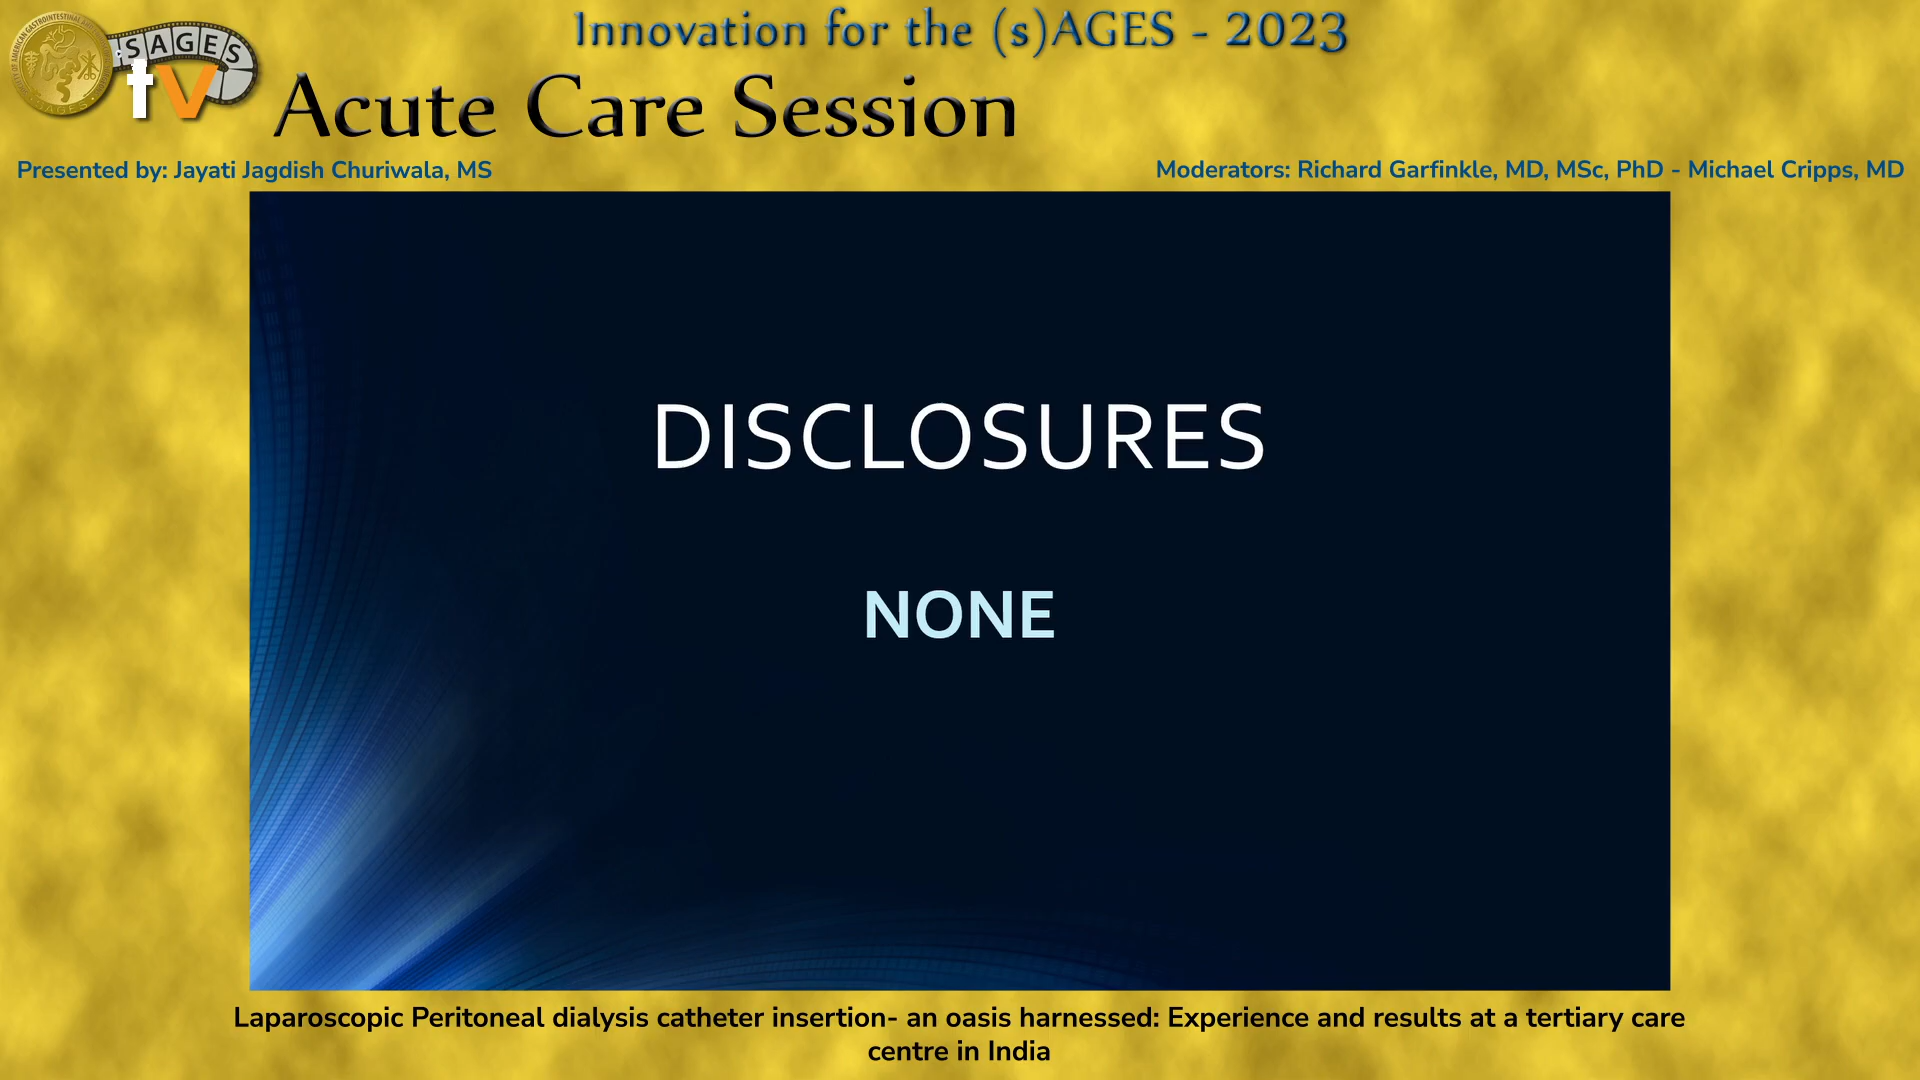 Innovation for the (s)AGES - 2023
SAGES
tv
Acute Care Session
Presented by: Jayati Jagdish Churiwala, MS
Moderators: Richard Garfinkle, MD, MSc, PhD - Michael Cripps, MD
DISCLOSURES
NONE
Laparoscopic Peritoneal dialysis catheter insertion- an oasis harnessed: Experience and results at a tertiary care
centre in India